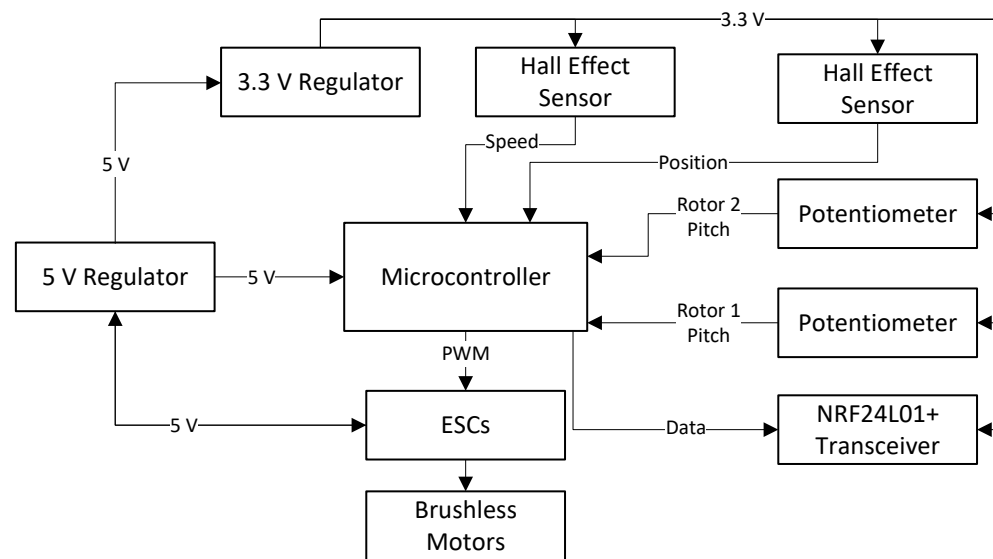 3.3 V
3.3 V Regulator
Hall Effect
Sensor
Hall Effect
Sensor
Speed
5 V
Position
Rotor 2
Pitch
Potentiometer
5 V Regulator
5 V
Microcontroller
Rotor 1
Pitch
Potentiometer
PWM
5 V
ESCs
Data
NRF24L01+
Transceiver
Brushless
Motors